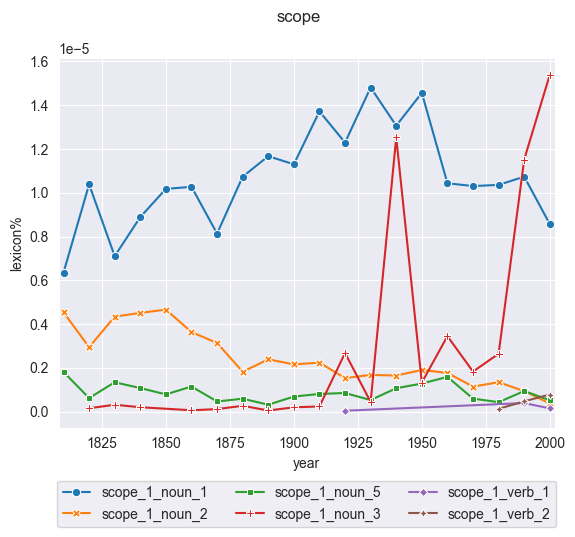 scope
1e−5
1.6
1.4
1.2
1.0
0.8
0.6
0.4
0.2
0.0
lexicon%
1825 1850 1875 1900 1925 1950 1975 2000
year
scope_1_noun_1 scope_1_noun_5 scope_1_verb_1
scope_1_noun_2 scope_1_noun_3 scope_1_verb_2